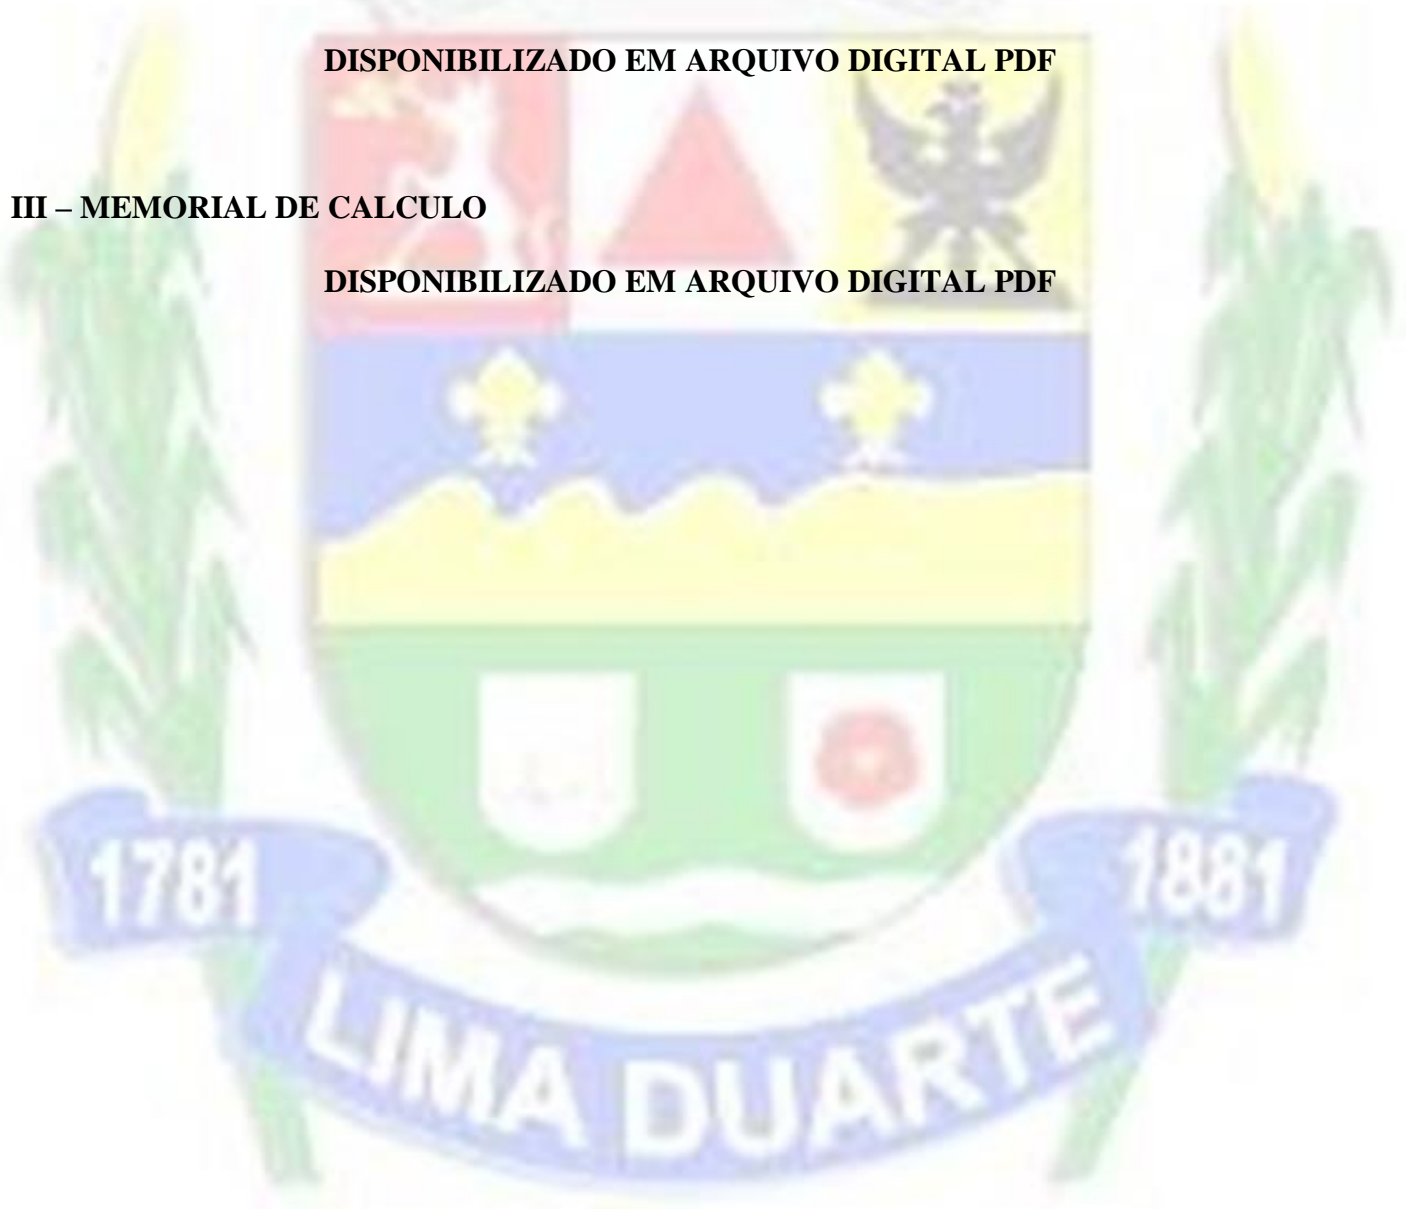 DISPONIBILIZADO EM ARQUIVO DIGITAL PDF
III – MEMORIAL DE CALCULO
DISPONIBILIZADO EM ARQUIVO DIGITAL PDF
1781
1881
LIMA DUARTE